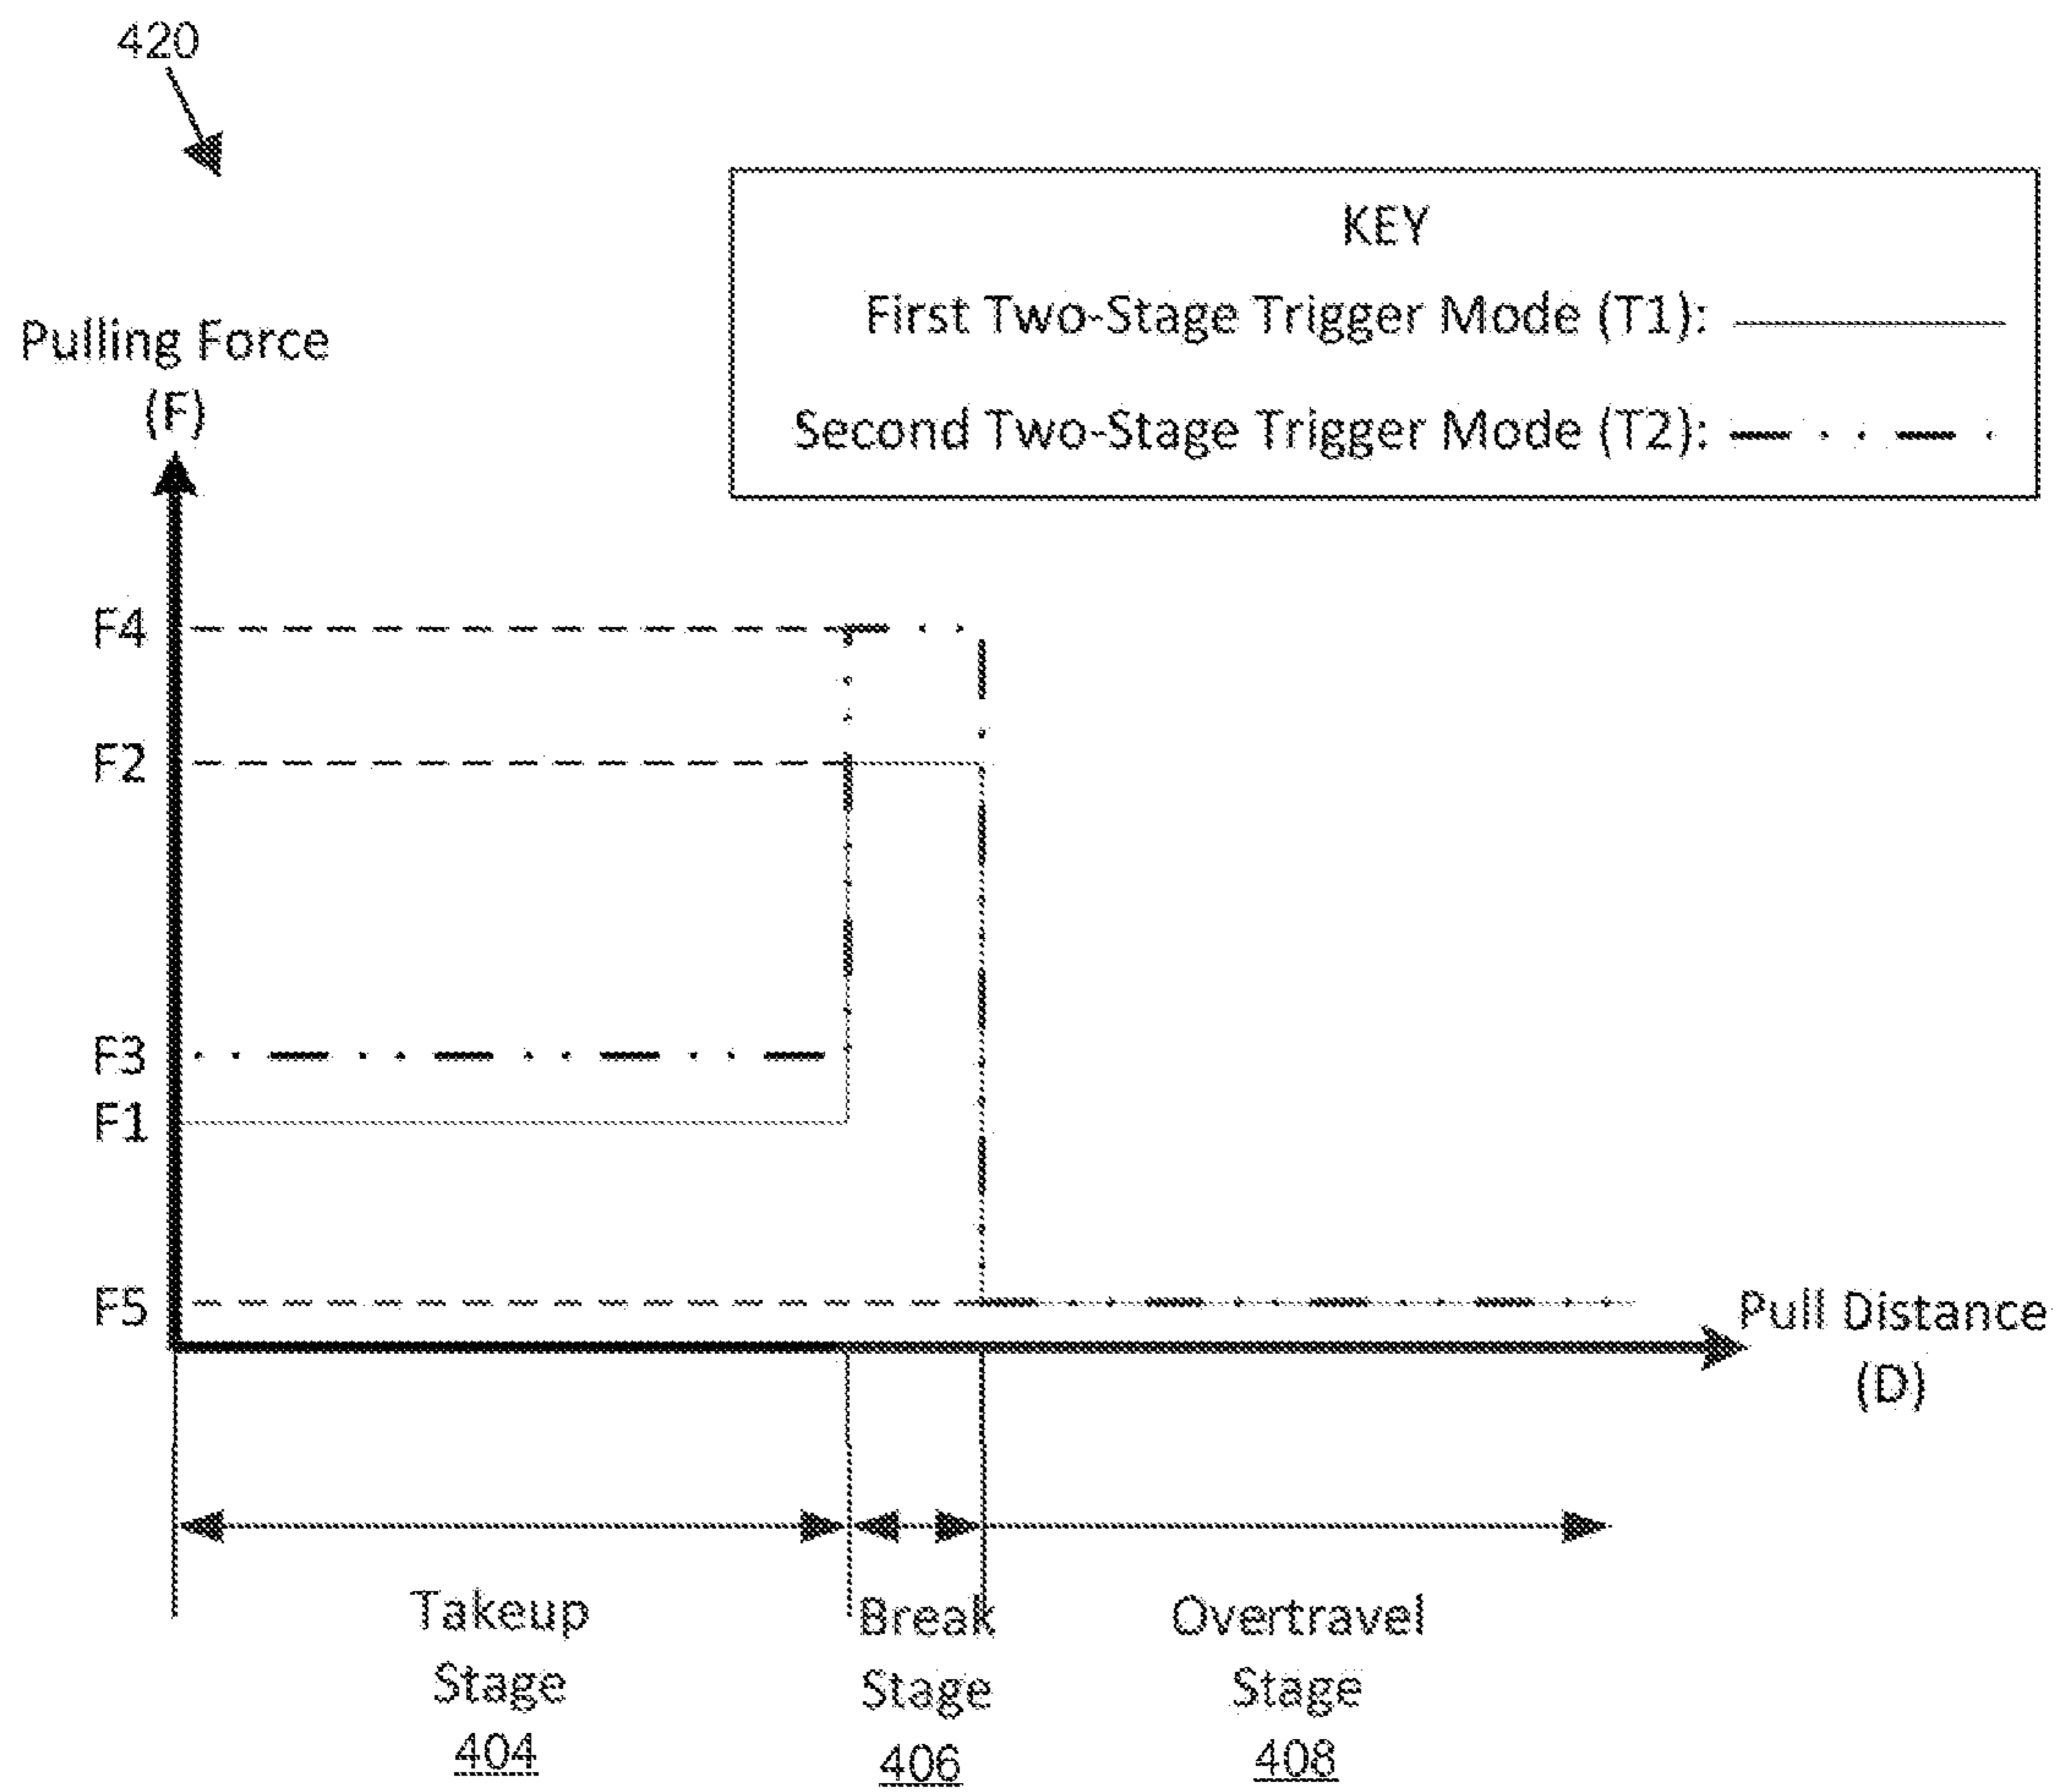 420
KEY
First Two-Stage Trigger Mode (T1):
Second Two-Stage Trigger Mode (T2):
Pulling Force
(F)
F4
F2
F3
F1
F5
Pull Distance
(D)
Takeup
Stage
404
Break
Stage
406
Overtravel
Stage
408